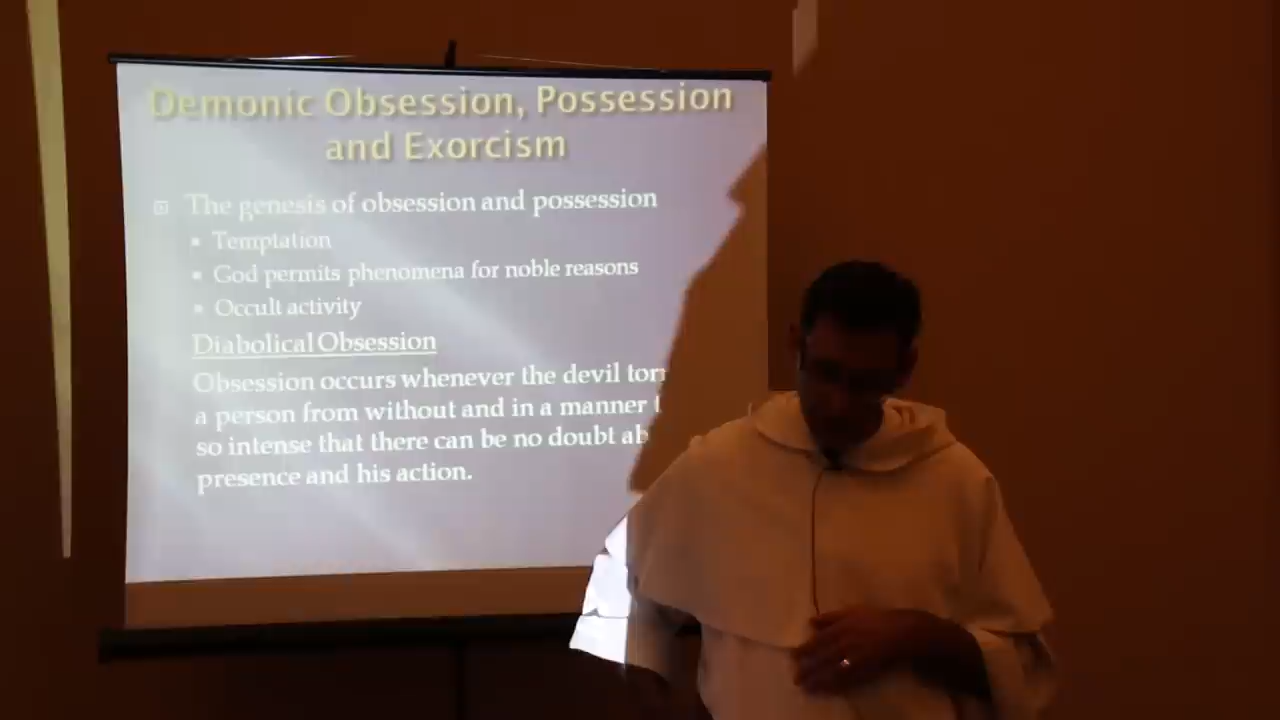 Demonic Obsession, Possession
and Exorcism
The genesis of obsession and possession
Temptation
God permits phenomena for noble reasons
Occult activity
Diabolical Obsession
Obsession occurs whenever the devil
a person from without and in a manner
so intense that there can be no doubt
presence and his action.